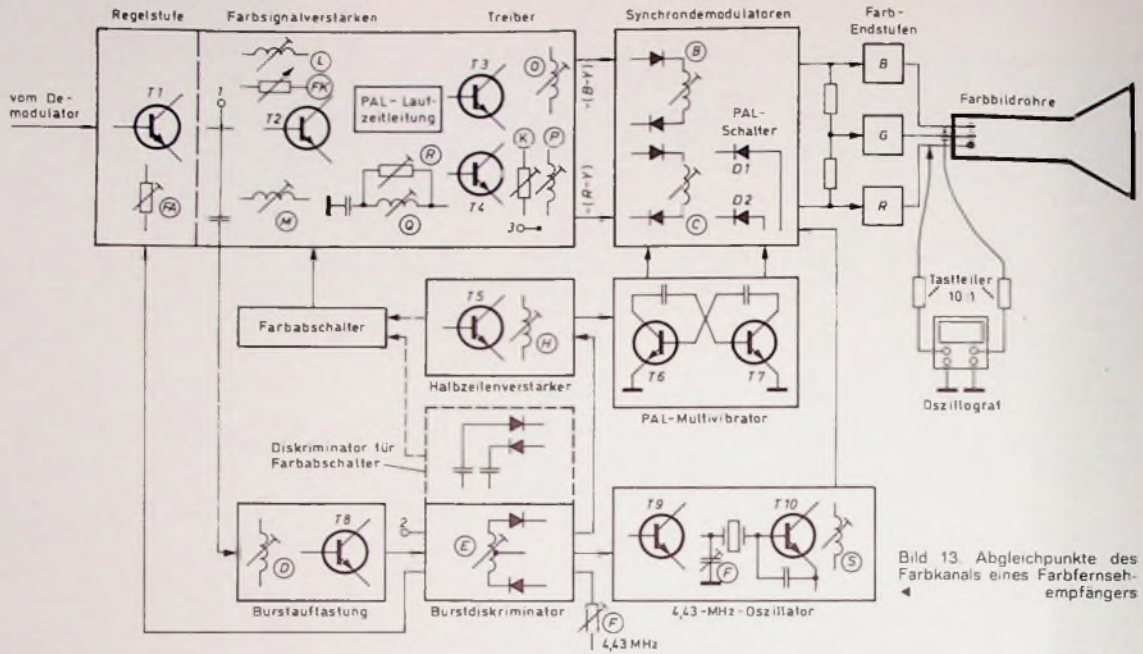 Regelstufe
Farbsignalverstärken
Treiber
Synchrondemodulatoren
Farb-
Endstufen
vom De-
modulator
T1
FA
1
L
FK
T2
M
PAL-Lauf-
zeitleitung
R
Q
T3
T4
O
K
P
3
-(B-Y)
-(R-Y)
B
C
PAL-
Schalter
D1
D2
B
G
R
Farbbildröhre
Tastteiler
10:1
Oszillograf
Farbabschalter
T5
H
Halbzeilenverstärker
T6
T7
PAL-Multivibrator
Diskriminator für
Farbabschalter
D
T8
Burstauftastung
2
E
Burstdiskriminator
F
4,43 MHz
T9
F
T10
S
4,43-MHz-Oszillator
Bild 13. Abgleichpunkte des
Farbkanals eines Farbfernseh-
empfängers